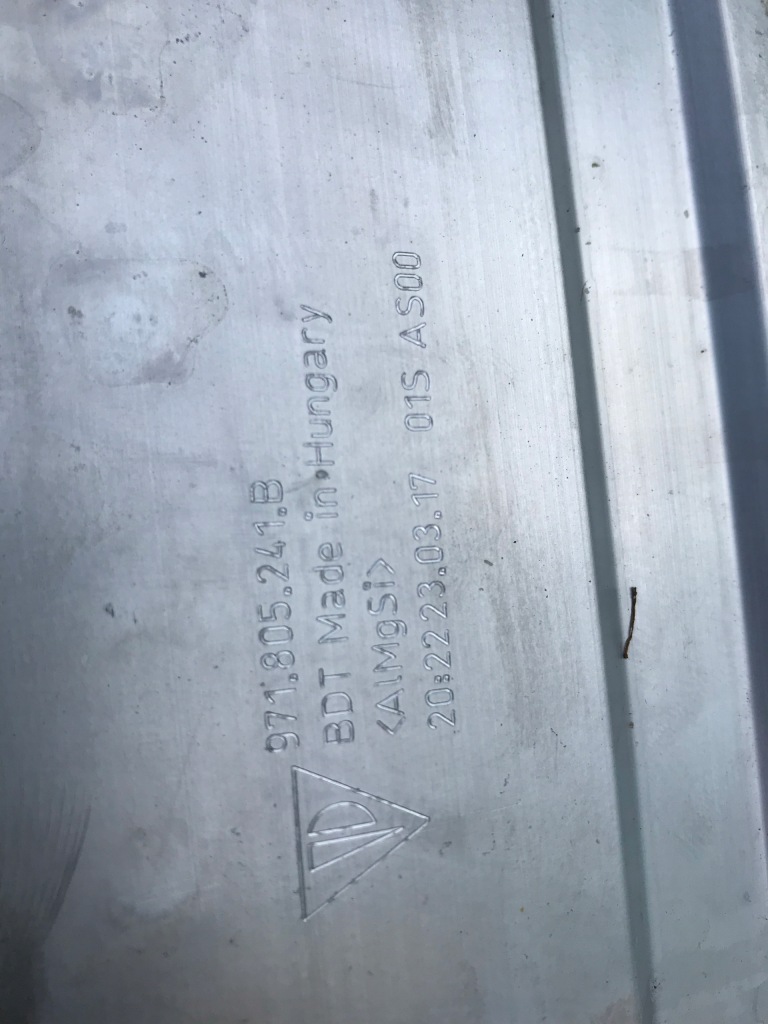 971.805.241.B
BDT Made in Hungary
<AlMgSi>
20:22 23.03.17 01S AS00